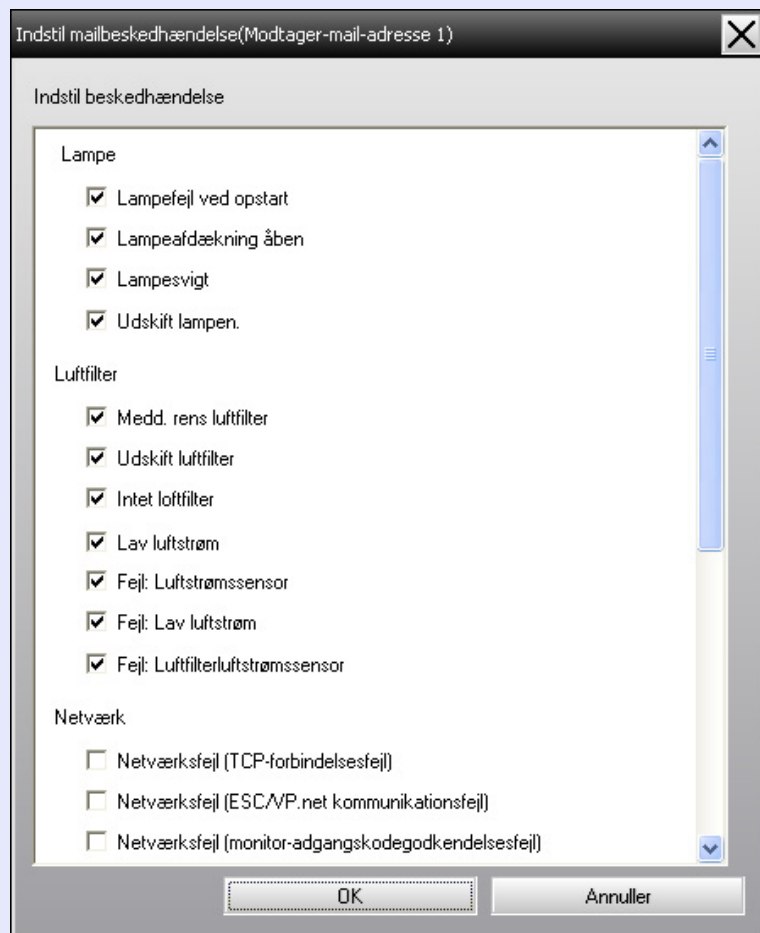 Indstil mailbeskedhændelse(Modtager-mail-adresse 1)
Indstil beskedhændelse
Lampe
Lampefejl ved opstart
Lampeafdækning åben
Lampesvigt
Udskift lampen.
Luftfilter
Medd. rens luftfilter
Udskift luftfilter
Intet loftfilter
Lav luftstrøm
Fejl: Luftstrømssensor
Fejl: Lav luftstrøm
Fejl: Luftfilterluftstrømssensor
Netværk
Netværksfejl (TCP-forbindelsesfejl)
Netværksfejl (ESC/VP.net kommunikationsfejl)
Netværksfejl (monitor-adgangskodegodkendelsesfejl)
OK
Annuller